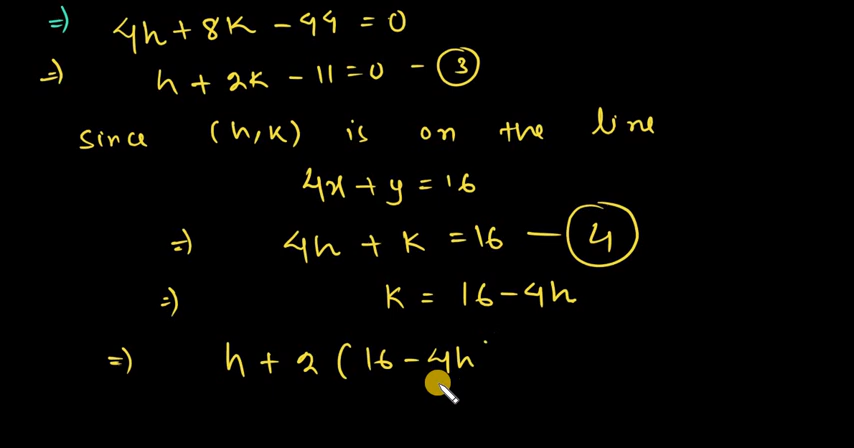 ⇒ 4h + 8k - 44 = 0
⇒ h + 2k - 11 = 0 - ③
since (h, k) is on the line
4x + y = 16
⇒ 4h + k = 16 — ④
⇒ k = 16 - 4h
⇒ h + 2 ( 16 - 4h